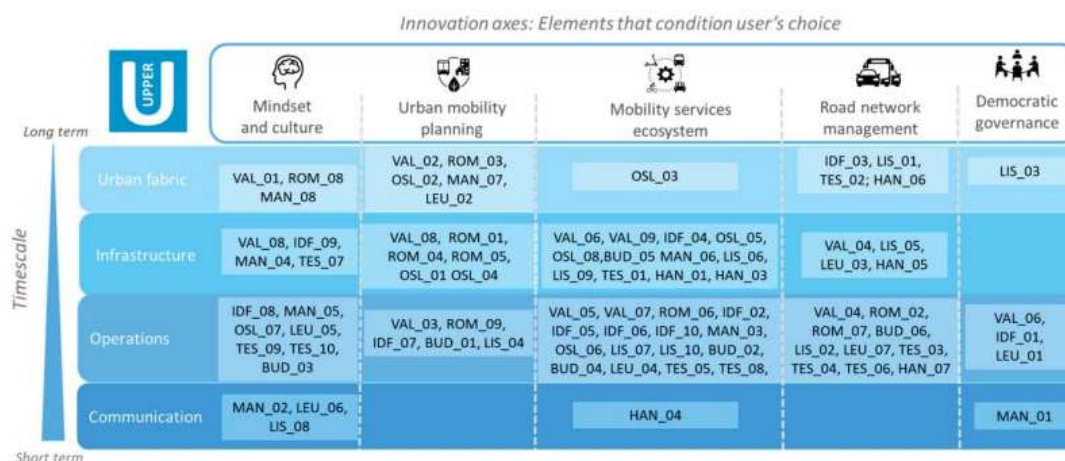 Innovation axes: Elements that condition user's choice
UPPER
Mindset
and culture
Urban mobility
planning
Mobility services
ecosystem
Road network
management
Democratic
governance
Long term
Timescale
Short term
Urban fabric
VAL_01, ROM_08
MAN_08
VAL_02, ROM_03,
OSL_02, MAN_07,
LEU_02
OSL_03
IDF_03, LIS_01,
TES_02; HAN_06
LIS_03
Infrastructure
VAL_08, IDF_09,
MAN_04, TES_07
VAL_08, ROM_01,
ROM_04, ROM_05,
OSL_01 OSL_04
VAL_06, VAL_09, IDF_04, OSL_05,
OSL_08,BUD_05 MAN_06, LIS_06,
LIS_09, TES_01, HAN_01, HAN_03
VAL_04, LIS_05,
LEU_03, HAN_05
Operations
IDF_08, MAN_05,
OSL_07, LEU_05,
TES_09, TES_10,
BUD_03
VAL_03, ROM_09,
IDF_07, BUD_01, LIS_04
VAL_05, VAL_07, ROM_06, IDF_02,
IDF_05, IDF_06, IDF_10, MAN_03,
OSL_06, LIS_07, LIS_10, BUD_02,
BUD_04, LEU_04, TES_05, TES_08,
VAL_04, ROM_02,
ROM_07, BUD_06,
LIS_02, LEU_07, TES_03,
TES_04, TES_06, HAN_07
VAL_06,
IDF_01,
LEU_01
Communication
MAN_02, LEU_06,
LIS_08
HAN_04
MAN_01